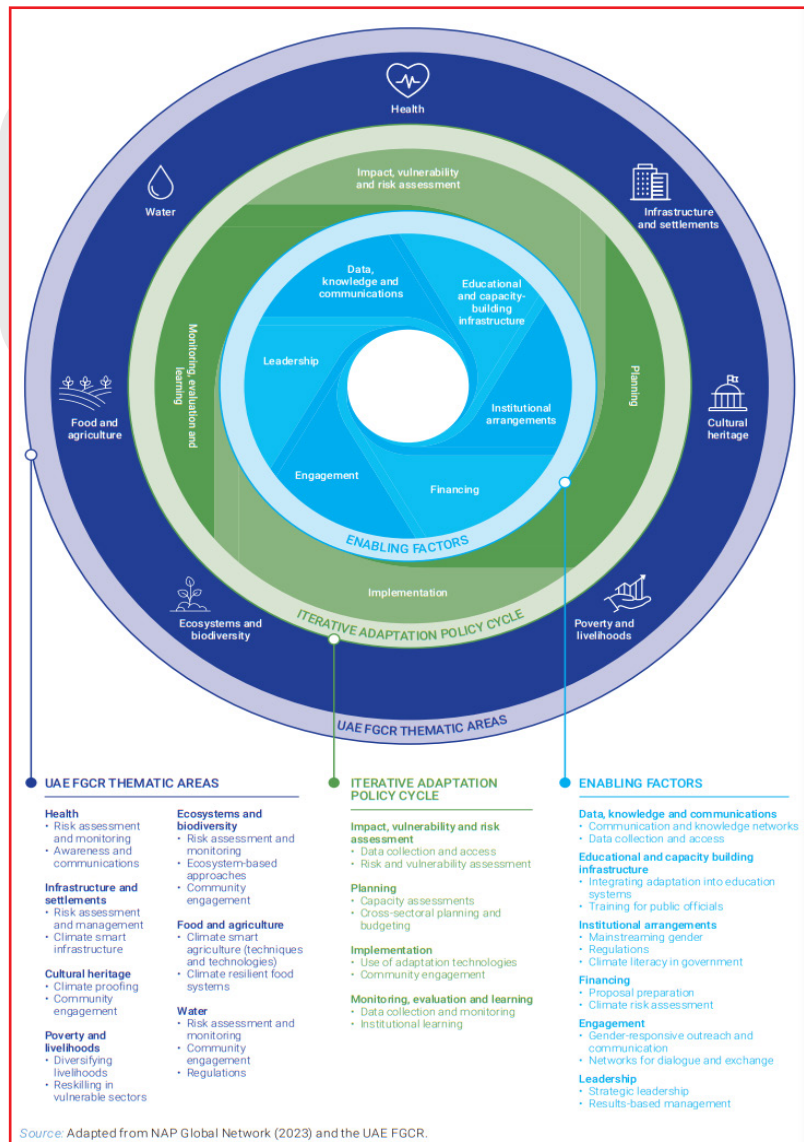 Health
Water
Infrastructure
and settlements
Food and
agriculture
Cultural
heritage
Ecosystems and
biodiversity
Poverty and
livelihoods
UAE FGCR THEMATIC AREAS
Impact, vulnerability
and risk assessment
Planning
Implementation
Monitoring, evaluation and
learning
ITERATIVE ADAPTATION POLICY CYCLE
Data,
knowledge and
communications
Educational
and capacity-
building
infrastructure
Institutional
arrangements
Financing
Engagement
Leadership
ENABLING FACTORS
UAE FGCR THEMATIC AREAS
Health
• Risk assessment
and monitoring
• Awareness and
communications
Infrastructure and
settlements
• Risk assessment
and management
• Climate smart
infrastructure
Cultural heritage
• Climate proofing
• Community
engagement
Poverty and
livelihoods
• Diversifying
livelihoods
• Reskilling in
vulnerable sectors
Ecosystems and
biodiversity
• Risk assessment and
monitoring
• Ecosystem-based
approaches
• Community
engagement
Food and agriculture
• Climate smart
agriculture (techniques
and technologies)
• Climate resilient food
systems
Water
• Risk assessment and
monitoring
• Community
engagement
• Regulations
ITERATIVE ADAPTATION
POLICY CYCLE
Impact, vulnerability and risk
assessment
• Data collection and access
• Risk and vulnerability assessment
Planning
• Capacity assessments
• Cross-sectoral planning and
budgeting
Implementation
• Use of adaptation technologies
• Community engagement
Monitoring, evaluation and learning
• Data collection and monitoring
• Institutional learning
ENABLING FACTORS
Data, knowledge and communications
• Communication and knowledge networks
• Data collection and access
Educational and capacity building
infrastructure
• Integrating adaptation into education
systems
• Training for public officials
Institutional arrangements
• Mainstreaming gender
• Regulations
• Climate literacy in government
Financing
• Proposal preparation
• Climate risk assessment
Engagement
• Gender-responsive outreach and
communication
• Networks for dialogue and exchange
Leadership
• Strategic leadership
• Results-based management
Source: Adapted from NAP Global Network (2023) and the UAE FGCR.